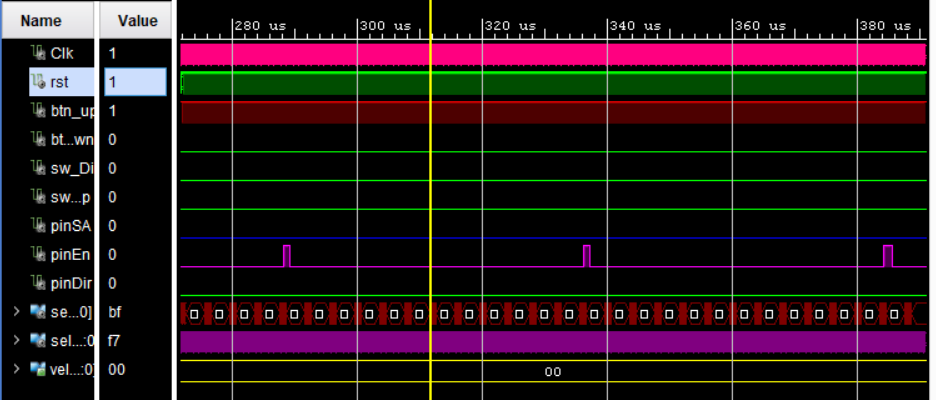 Name Value 280 us 300 us 320 us 340 us 360 us 380 us
Clk 1
rst 1
btn_up 1
bt...wn 0
sw_Di 0
sw...p 0
pinSA 0
pinEn 0
pinDir 0
se...0] bf
sel...:0 f7
vel...:0] 00 00